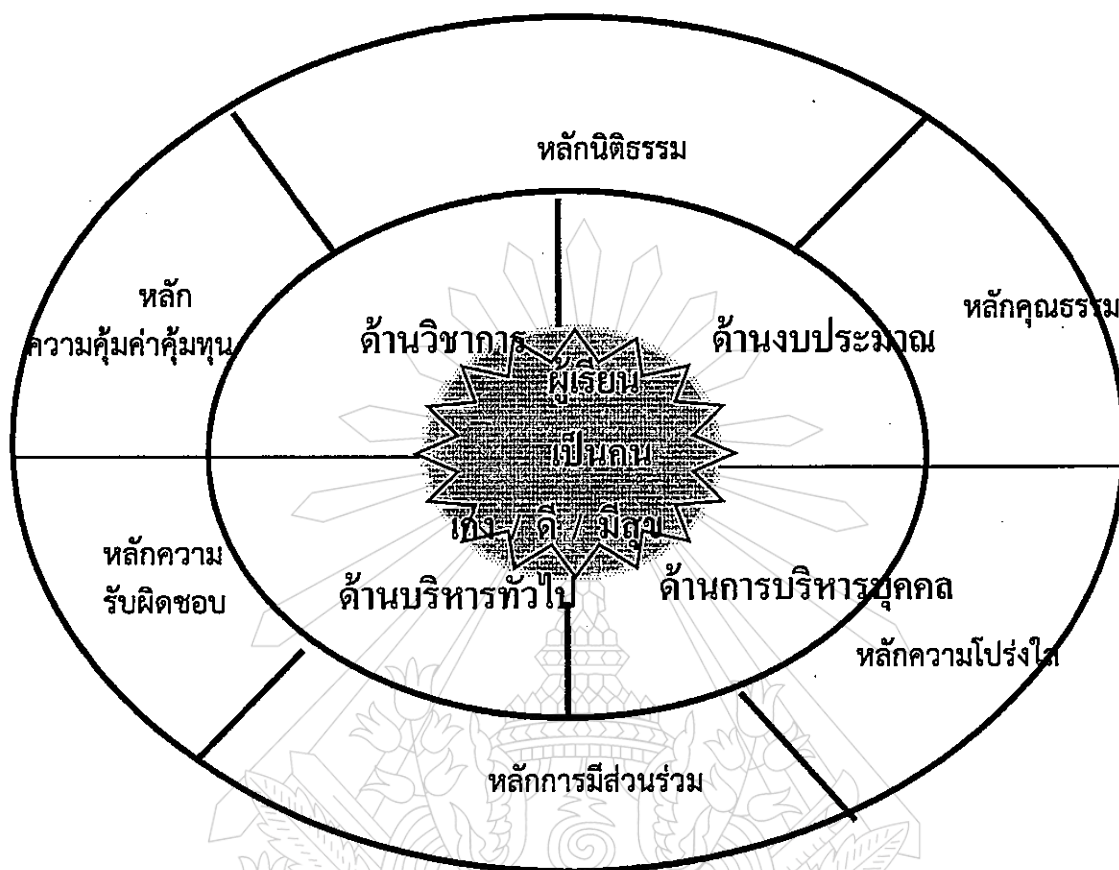 หลักนิติธรรม
หลัก
ความคุ้มค่าคุ้มทุน
หลักคุณธรรม
ด้านวิชาการ
ด้านงบประมาณ
ผู้เรียน
เป็นคน
เก่ง / ดี / มีสุข
หลักความ
รับผิดชอบ
ด้านบริหารทั่วไป
ด้านการบริหารบุคคล
หลักความโปร่งใส
หลักการมีส่วนร่วม